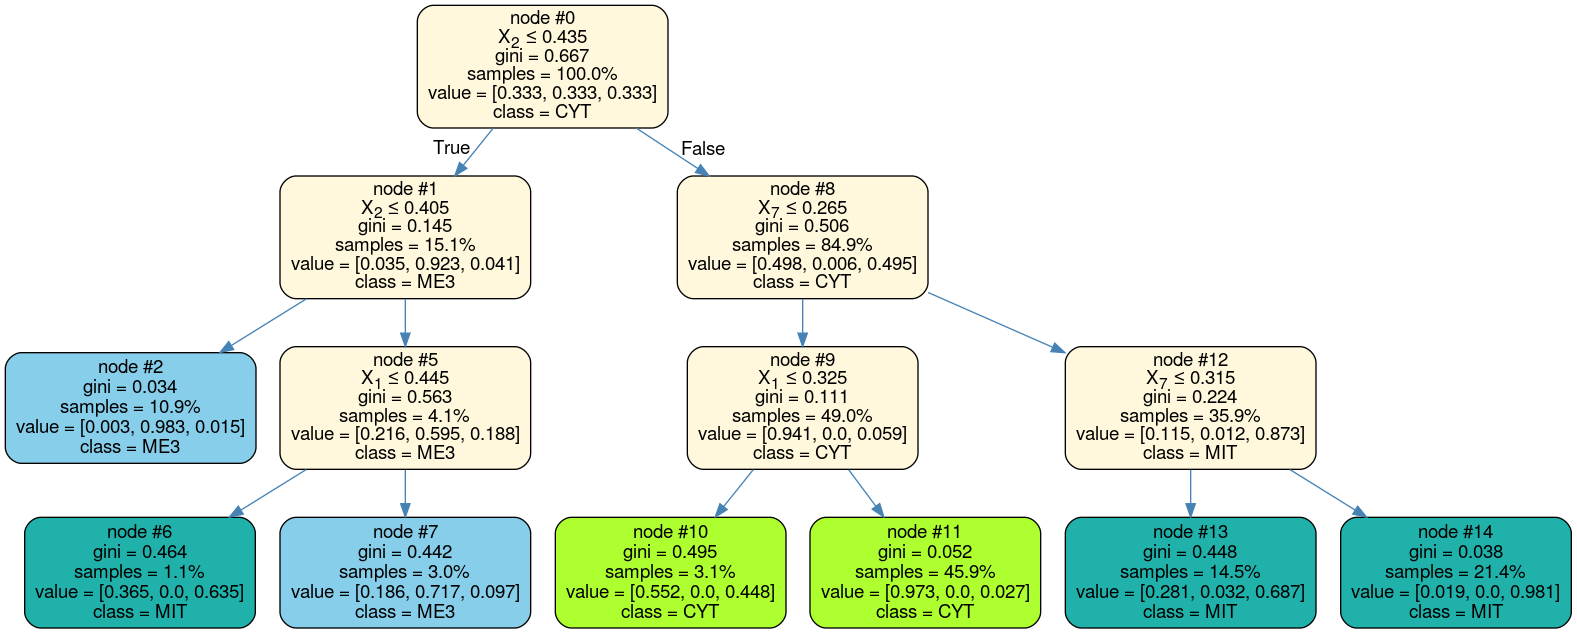 node #0
X2 ≤ 0.435
gini = 0.667
samples = 100.0%
value = [0.333, 0.333, 0.333]
class = CYT
True
False
node #1
X2 ≤ 0.405
gini = 0.145
samples = 15.1%
value = [0.035, 0.923, 0.041]
class = ME3
node #8
X7 ≤ 0.265
gini = 0.506
samples = 84.9%
value = [0.498, 0.006, 0.495]
class = CYT
node #2
gini = 0.034
samples = 10.9%
value = [0.003, 0.983, 0.015]
class = ME3
node #5
X1 ≤ 0.445
gini = 0.563
samples = 4.1%
value = [0.216, 0.595, 0.188]
class = ME3
node #9
X1 ≤ 0.325
gini = 0.111
samples = 49.0%
value = [0.941, 0.0, 0.059]
class = CYT
node #12
X7 ≤ 0.315
gini = 0.224
samples = 35.9%
value = [0.115, 0.012, 0.873]
class = MIT
node #6
gini = 0.464
samples = 1.1%
value = [0.365, 0.0, 0.635]
class = MIT
node #7
gini = 0.442
samples = 3.0%
value = [0.186, 0.717, 0.097]
class = ME3
node #10
gini = 0.495
samples = 3.1%
value = [0.552, 0.0, 0.448]
class = CYT
node #11
gini = 0.052
samples = 45.9%
value = [0.973, 0.0, 0.027]
class = CYT
node #13
gini = 0.448
samples = 14.5%
value = [0.281, 0.032, 0.687]
class = MIT
node #14
gini = 0.038
samples = 21.4%
value = [0.019, 0.0, 0.981]
class = MIT